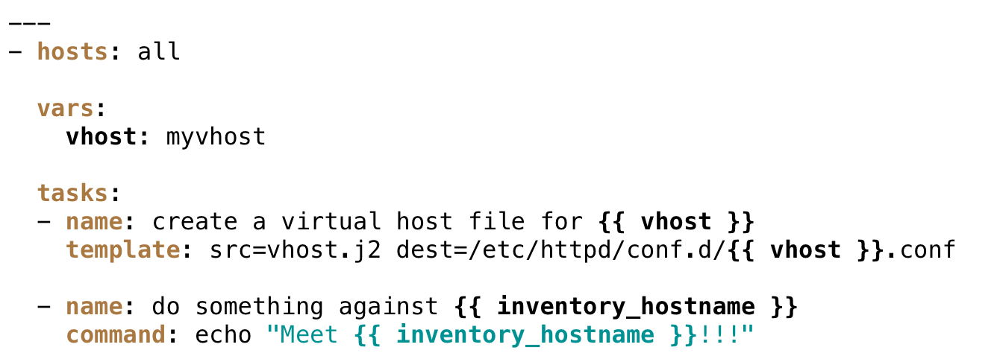 ---
- hosts: all
  vars:
    vhost: myvhost
  tasks:
  - name: create a virtual host file for {{ vhost }}
    template: src=vhost.j2 dest=/etc/httpd/conf.d/{{ vhost }}.conf
  - name: do something against {{ inventory_hostname }}
    command: echo "Meet {{ inventory_hostname }}!!!"